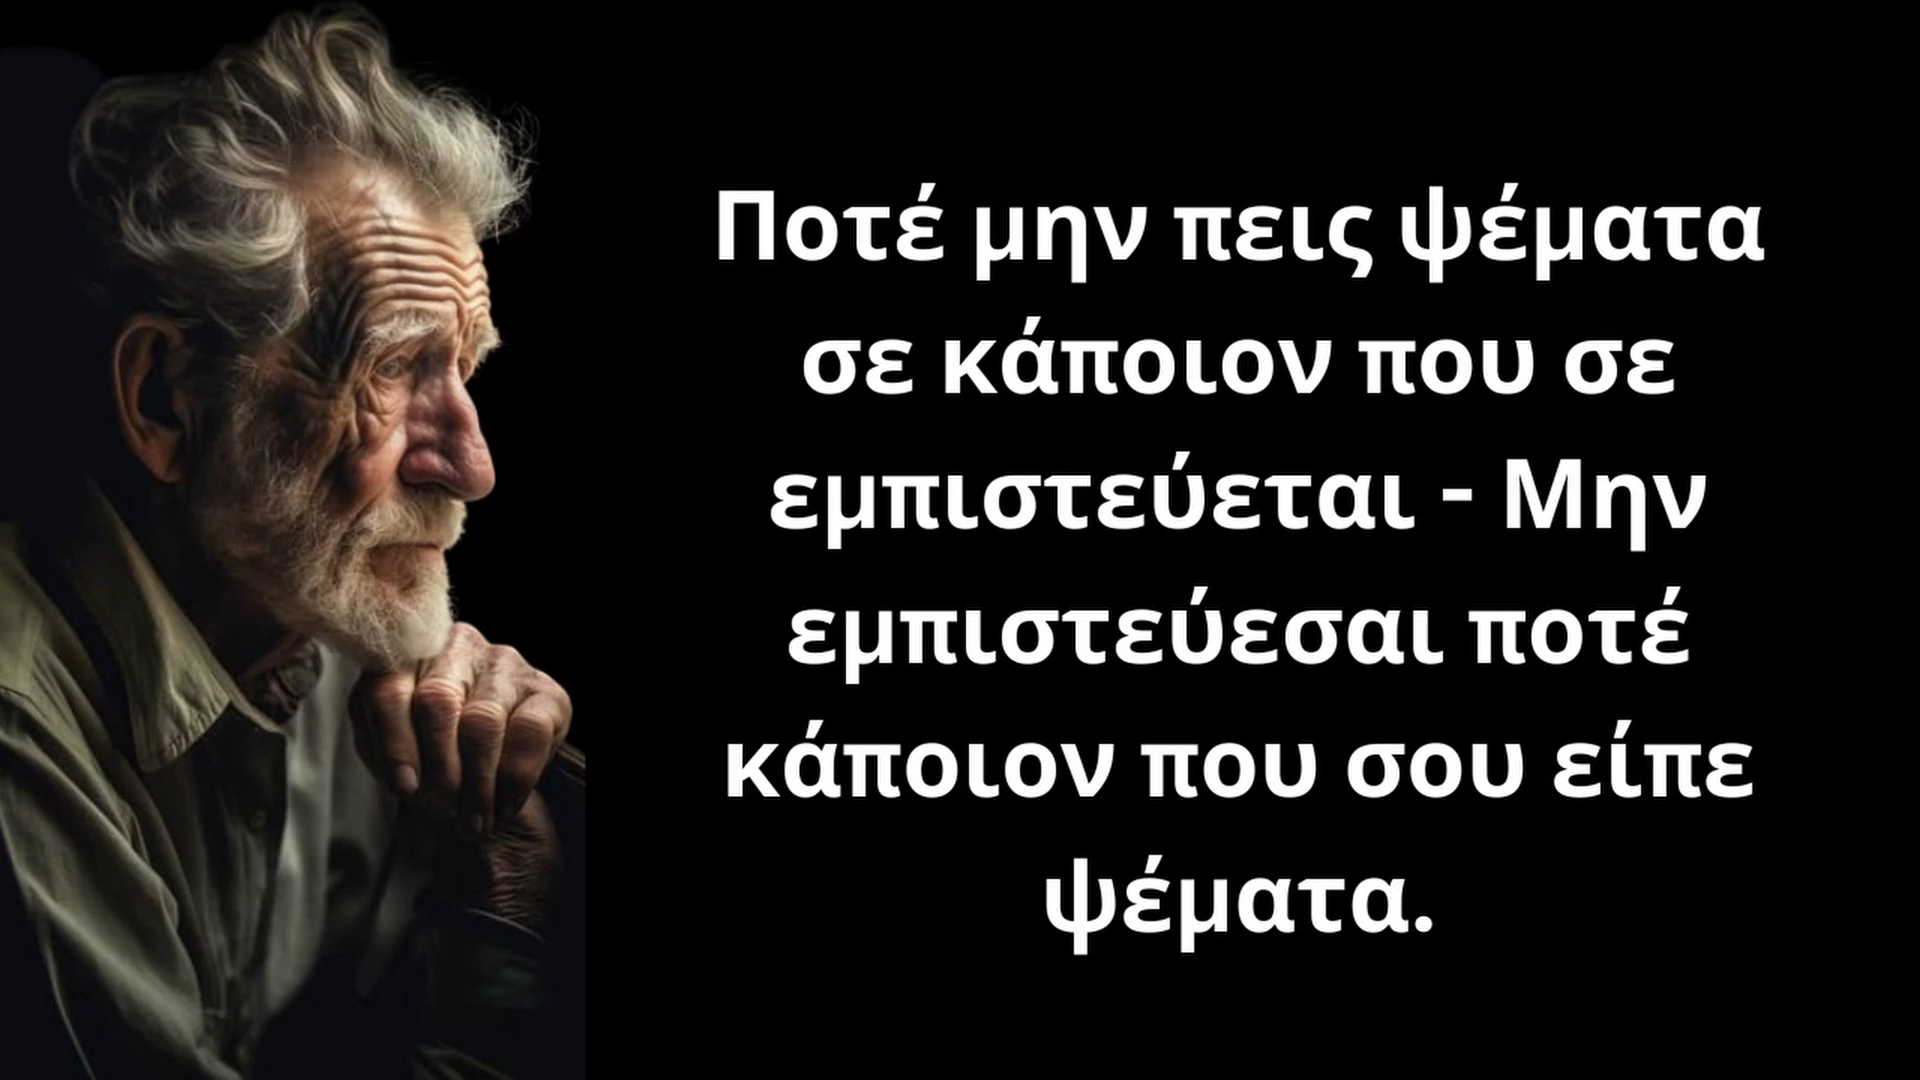 Ποτέ μην πεις ψέματα
σε κάποιον που σε
εμπιστεύεται - Μην
εμπιστεύεσαι ποτέ
κάποιον που σου είπε
ψέματα.